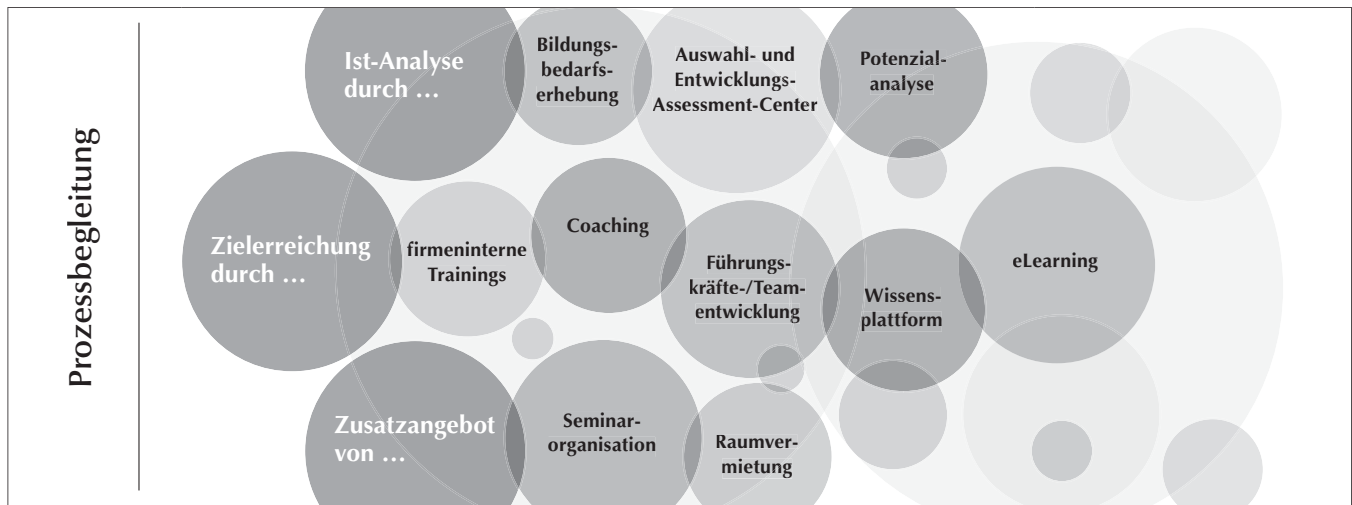 Prozessbegleitung
Ist-Analyse
durch …
Bildungs-
bedarfs-
erhebung
Auswahl- und
Entwicklungs-
Assessment-Center
Potenzial-
analyse
Zielerreichung
durch …
firmeninterne
Trainings
Coaching
Führungs-
kräfte-/Team-
entwicklung
Wissens-
plattform
eLearning
Zusatzangebot
von …
Seminar-
organisation
Raumver-
mietung